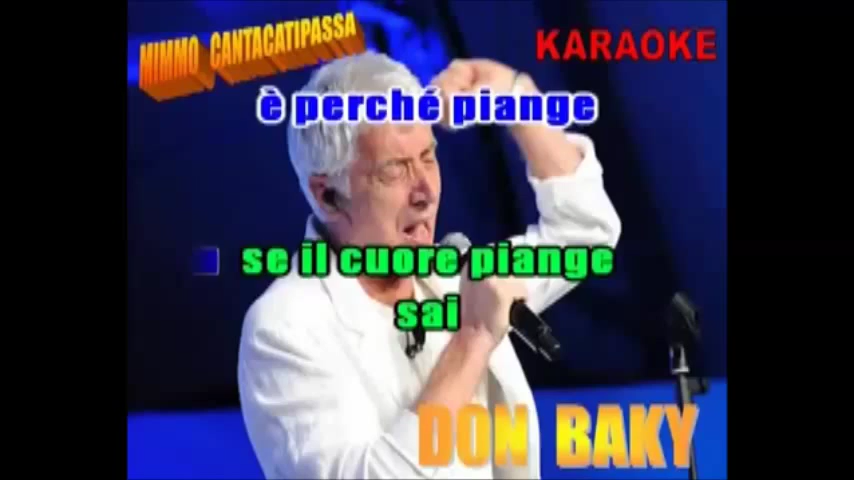 MIMMO CANTACATIPASSA
KARAOKE
è perché piange
se il cuore piange
sai
DON BAKY